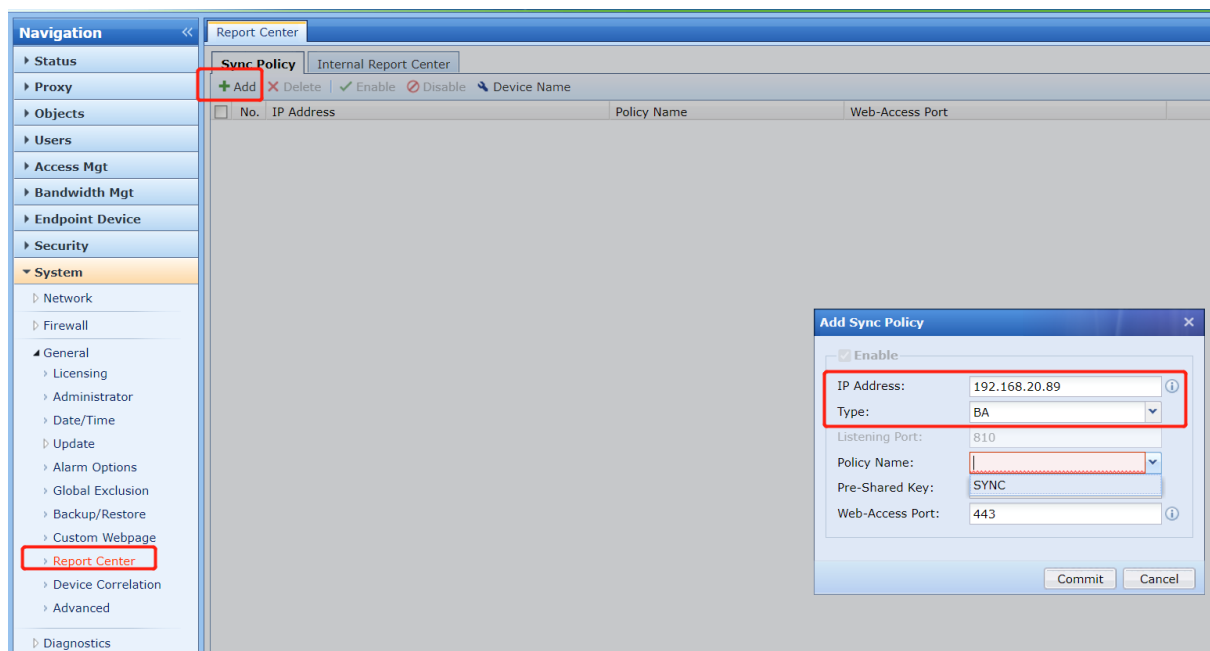 Navigation
Status
Proxy
Objects
Users
Access Mgt
Bandwidth Mgt
Endpoint Device
Security
System
Network
Firewall
General
Licensing
Administrator
Date/Time
Update
Alarm Options
Global Exclusion
Backup/Restore
Custom Webpage
Report Center
Device Correlation
Advanced
Diagnostics
Report Center
Sync Policy Internal Report Center
Add Delete Enable Disable Device Name
No. IP Address Policy Name Web-Access Port
Add Sync Policy
Enable
IP Address: 192.168.20.89
Type: BA
Listening Port: 810
Policy Name:
SYNC
Pre-Shared Key:
Web-Access Port: 443
Commit Cancel